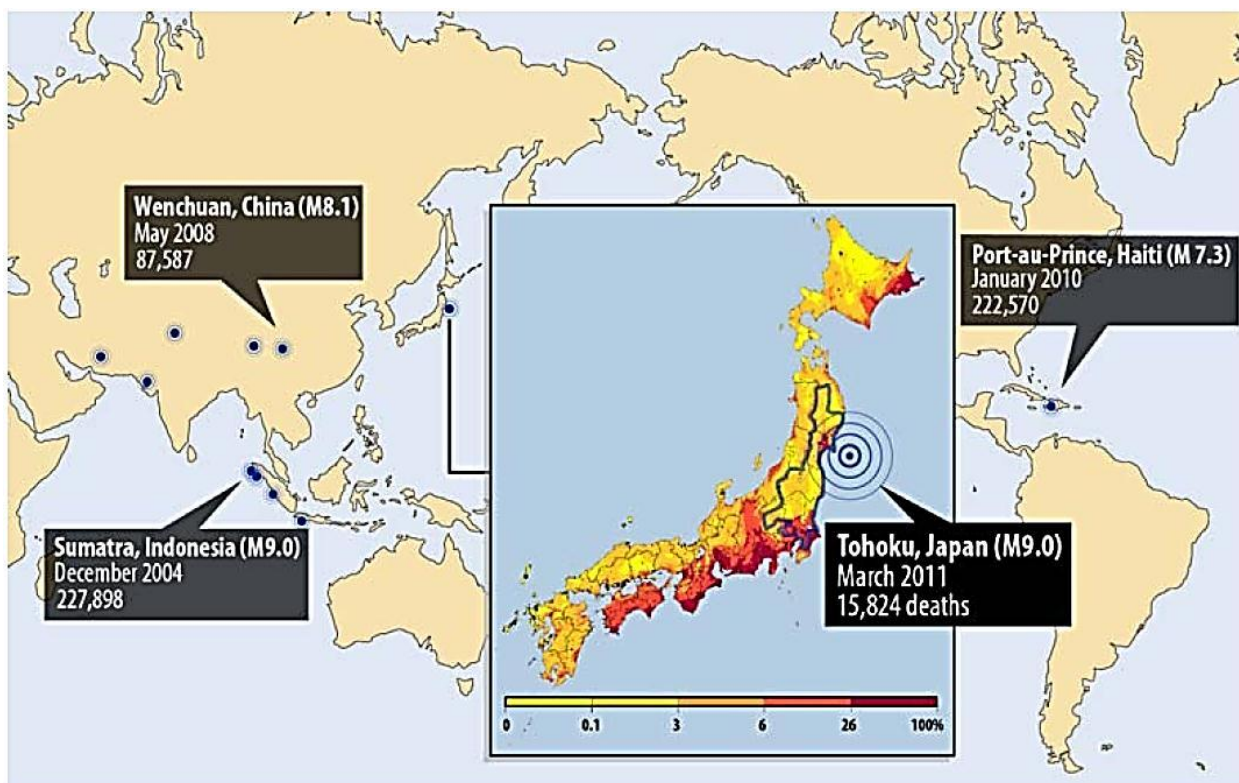 Wenchuan, China (M8.1)
May 2008
87,587
Port-au-Prince, Haiti (M 7.3)
January 2010
222,570
Sumatra, Indonesia (M9.0)
December 2004
227,898
Tohoku, Japan (M9.0)
March 2011
15,824 deaths
0 0.1 3 6 26 100%